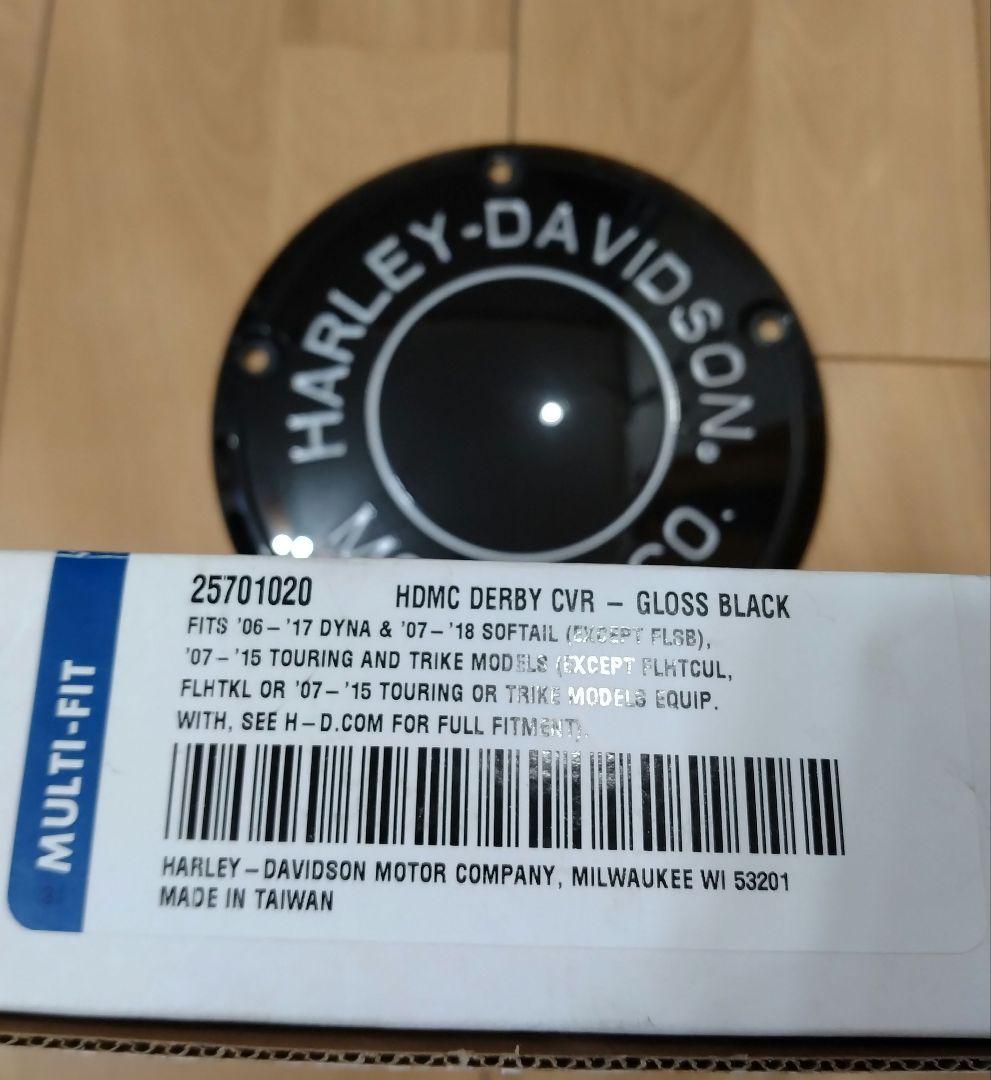 HARLEY-DAVIDSON.
25701020 HDMC DERBY CVR – GLOSS BLACK
FITS '06–'17 DYNA & '07–'18 SOFTAIL (EXCEPT FLSB),
'07–'15 TOURING AND TRIKE MODELS (EXCEPT FLHTCUL,
FLHTKL OR '07–'15 TOURING OR TRIKE MODELS EQUIP.
WITH, SEE H–D.COM FOR FULL FITMENT).
MULTI-FIT
HARLEY–DAVIDSON MOTOR COMPANY, MILWAUKEE WI 53201
MADE IN TAIWAN